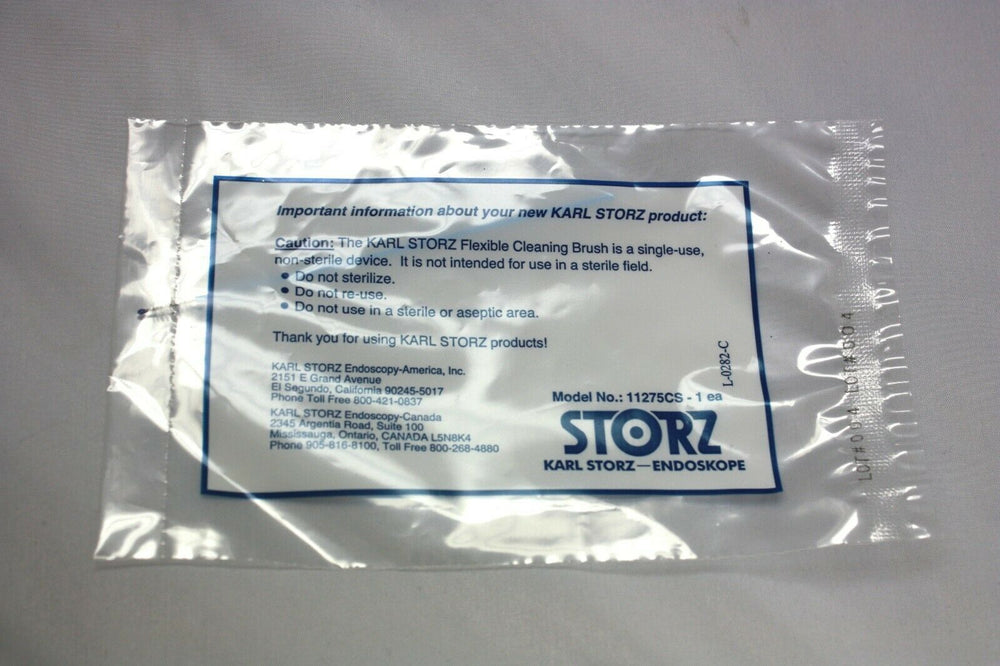 Important information about your new KARL STORZ product:
Caution: The KARL STORZ Flexible Cleaning Brush is a single-use,
non-sterile device. It is not intended for use in a sterile field.
• Do not sterilize.
• Do not re-use.
• Do not use in a sterile or aseptic area.
Thank you for using KARL STORZ products!
KARL STORZ Endoscopy-America, Inc.
2151 E Grand Avenue
El Segundo, California 90245-5017
Phone Toll Free 800-421-0837
KARL STORZ Endoscopy-Canada
2345 Argentia Road, Suite 100
Mississauga, Ontario, CANADA L5N8K4
Phone 905-816-8100, Toll Free 800-268-4880
L-0282-C
Model No.: 11275CS - 1 ea
STORZ
KARL STORZ—ENDOSKOPE
LOT# 004 LOT# 004